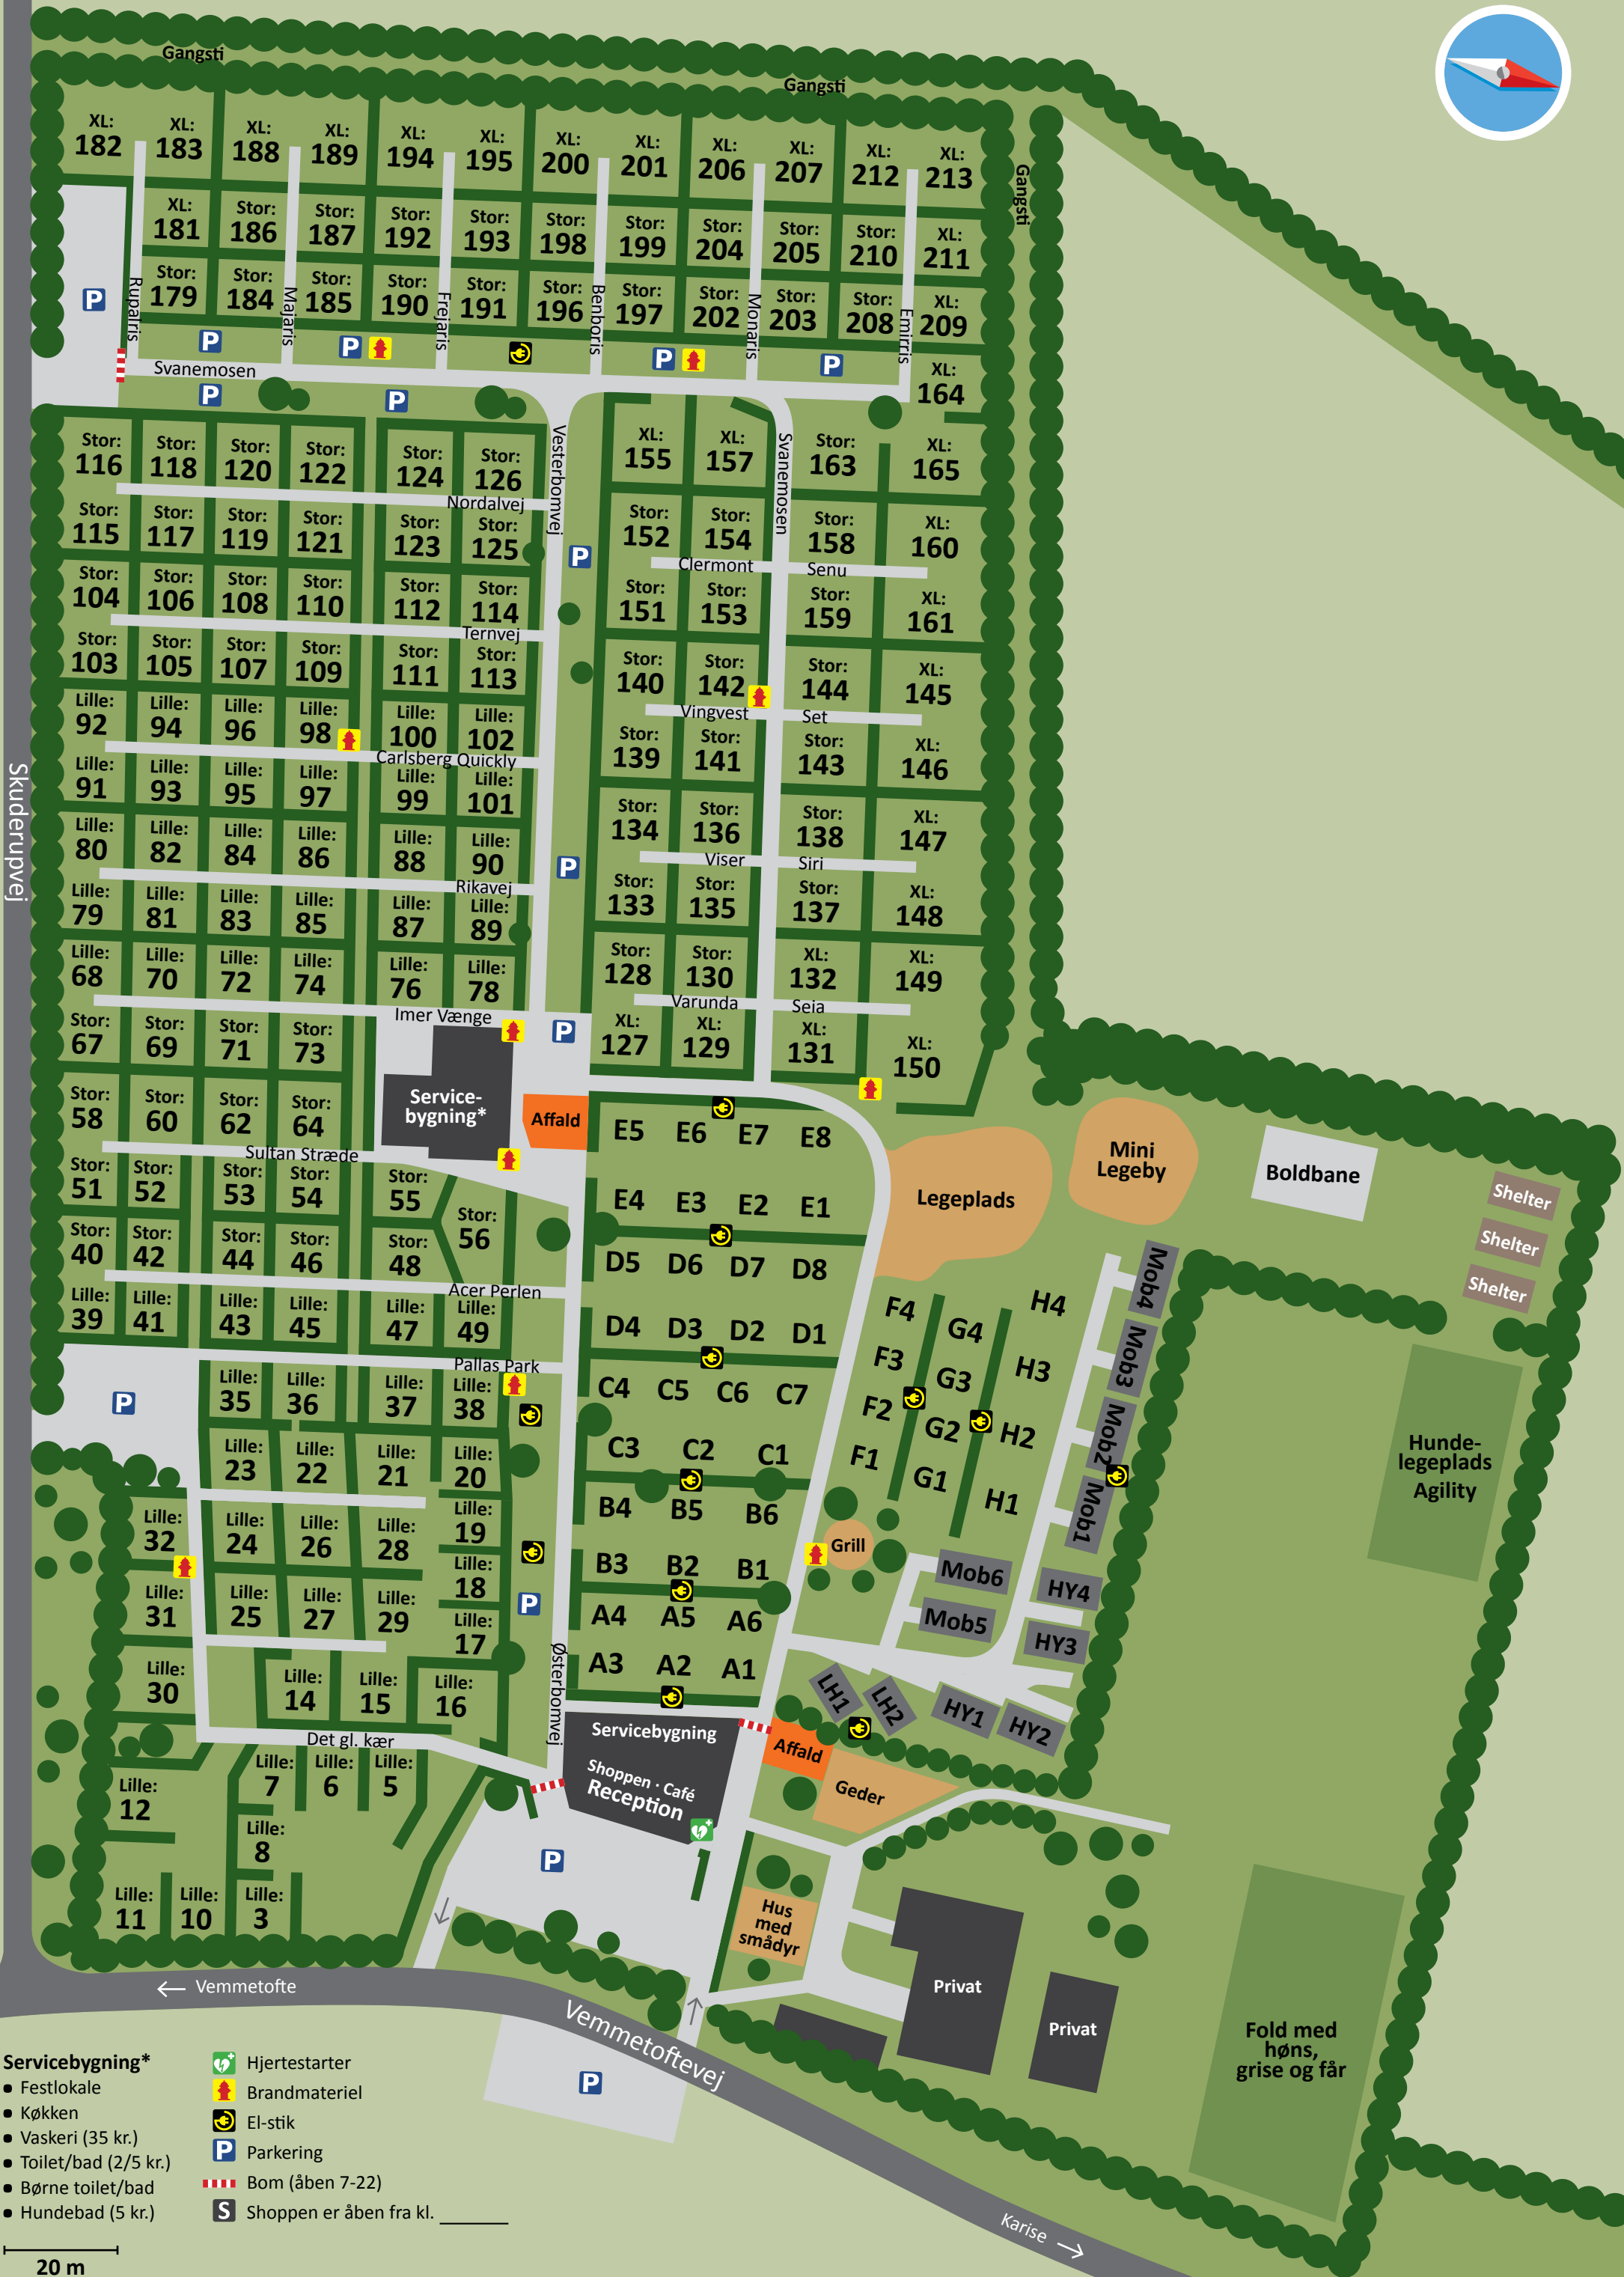 Gangsti
Gangsti
Gangsti
XL: 182
XL: 183
XL: 188
XL: 189
XL: 194
XL: 195
XL: 200
XL: 201
XL: 206
XL: 207
XL: 212
XL: 213
XL: 181
Stor: 186
Stor: 187
Stor: 192
Stor: 193
Stor: 198
Stor: 199
Stor: 204
Stor: 205
Stor: 210
XL: 211
Stor: 179
Stor: 184
Stor: 185
Stor: 190
Stor: 191
Stor: 196
Stor: 197
Stor: 202
Stor: 203
Stor: 208
XL: 209
Rupalris
Majaris
Frejaris
Benboris
Monaris
Emirris
P
P
P
P
P
Svanemosen
P
P
XL: 164
Stor: 116
Stor: 118
Stor: 120
Stor: 122
Stor: 124
Stor: 126
Vesterbomvej
XL: 155
XL: 157
Svanemosen
Stor: 163
XL: 165
Nordalvej
Stor: 115
Stor: 117
Stor: 119
Stor: 121
Stor: 123
Stor: 125
P
Stor: 152
Stor: 154
Stor: 158
XL: 160
Clermont
Senu
Stor: 104
Stor: 106
Stor: 108
Stor: 110
Stor: 112
Stor: 114
Stor: 151
Stor: 153
Stor: 159
XL: 161
Ternvej
Stor: 103
Stor: 105
Stor: 107
Stor: 109
Stor: 111
Stor: 113
Stor: 140
Stor: 142
Stor: 144
XL: 145
Vingvest
Set
Lille: 92
Lille: 94
Lille: 96
Lille: 98
Lille: 100
Lille: 102
Carlsberg Quickly
Stor: 139
Stor: 141
Stor: 143
XL: 146
Skuderupvej
Lille: 91
Lille: 93
Lille: 95
Lille: 97
Lille: 99
Lille: 101
Stor: 134
Stor: 136
Stor: 138
XL: 147
Lille: 80
Lille: 82
Lille: 84
Lille: 86
Lille: 88
Lille: 90
P
Viser
Siri
Rikavej
Lille: 79
Lille: 81
Lille: 83
Lille: 85
Lille: 87
Lille: 89
Stor: 133
Stor: 135
Stor: 137
XL: 148
Lille: 68
Lille: 70
Lille: 72
Lille: 74
Lille: 76
Lille: 78
Stor: 128
Stor: 130
XL: 132
XL: 149
Varunda
Seia
Imer Vænge
P
Stor: 67
Stor: 69
Stor: 71
Stor: 73
XL: 127
XL: 129
XL: 131
XL: 150
Service-
bygning*
Affald
Stor: 58
Stor: 60
Stor: 62
Stor: 64
Sultan Stræde
E5
E6
E7
E8
Legeplads
Mini
Legeby
Boldbane
Shelter
Shelter
Shelter
Stor: 51
Stor: 52
Stor: 53
Stor: 54
Stor: 55
Stor: 56
E4
E3
E2
E1
Stor: 40
Stor: 42
Stor: 44
Stor: 46
Stor: 48
Acer Perlen
D5
D6
D7
D8
Lille: 39
Lille: 41
Lille: 43
Lille: 45
Lille: 47
Lille: 49
Pallas Park
D4
D3
D2
D1
F4
G4
H4
Mob4
F3
G3
H3
Mob3
F2
G2
H2
Mob2
F1
G1
H1
Mob1
P
Lille: 35
Lille: 36
Lille: 37
Lille: 38
C4
C5
C6
C7
Lille: 23
Lille: 22
Lille: 21
Lille: 20
C3
C2
C1
Hunde-
legeplads
Agility
Lille: 32
Lille: 24
Lille: 26
Lille: 28
Lille: 19
B4
B5
B6
Grill
Lille: 18
B3
B2
B1
Mob6
HY4
Lille: 31
Lille: 25
Lille: 27
Lille: 29
Lille: 17
P
A4
A5
A6
Mob5
HY3
Lille: 30
Lille: 14
Lille: 15
Lille: 16
Østerbomvej
A3
A2
A1
LH1
LH2
HY1
HY2
Det gl. kær
Servicebygning
Shoppen · Café
Reception
Affald
Geder
Lille: 12
Lille: 7
Lille: 6
Lille: 5
Lille: 8
P
Lille: 11
Lille: 10
Lille: 3
Hus
med
smådyr
Privat
Privat
Fold med
høns,
grise og får
← Vemmetofte
Vemmetoftevej
P
Karise →
Servicebygning*
• Festlokale
• Køkken
• Vaskeri (35 kr.)
• Toilet/bad (2/5 kr.)
• Børne toilet/bad
• Hundebad (5 kr.)
Hjertestarter
Brandmateriel
El-stik
P Parkering
Bom (åben 7-22)
S Shoppen er åben fra kl. ______
20 m